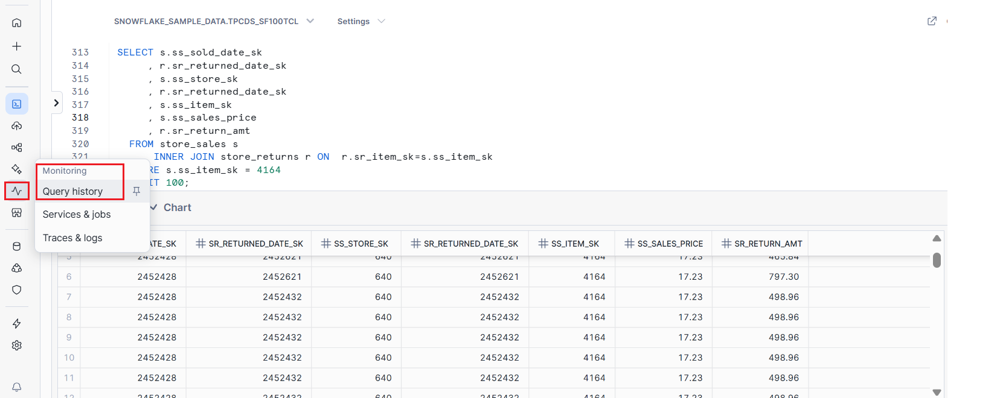 SNOWFLAKE_SAMPLE_DATA.TPCDS_SF100TCL Settings
313 SELECT s.ss_sold_date_sk
314 , r.sr_returned_date_sk
315 , s.ss_store_sk
316 , r.sr_returned_date_sk
317 , s.ss_item_sk
318 , s.ss_sales_price
319 , r.sr_return_amt
320 FROM store_sales s
321 INNER JOIN store_returns r ON r.sr_item_sk=s.ss_item_sk
RE s.ss_item_sk = 4164
IT 100;
Monitoring
Query history
Services & jobs
Traces & logs
Chart
ATE_SK SR_RETURNED_DATE_SK SS_STORE_SK SR_RETURNED_DATE_SK SS_ITEM_SK SS_SALES_PRICE SR_RETURN_AMT
5 2452428 2452621 640 2452621 4164 17.23 465.84
6 2452428 2452621 640 2452621 4164 17.23 797.30
7 2452428 2452432 640 2452432 4164 17.23 498.96
8 2452428 2452432 640 2452432 4164 17.23 498.96
9 2452428 2452432 640 2452432 4164 17.23 498.96
10 2452428 2452432 640 2452432 4164 17.23 498.96
11 2452428 2452432 640 2452432 4164 17.23 498.96
12 2452428 2452432 640 2452432 4164 17.23 498.96